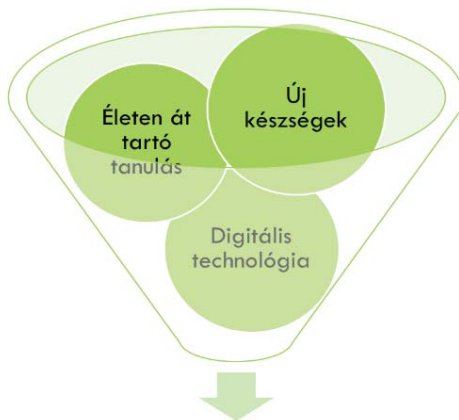 Életen át
tartó
tanulás
Új
készségek
Digitális
technológia